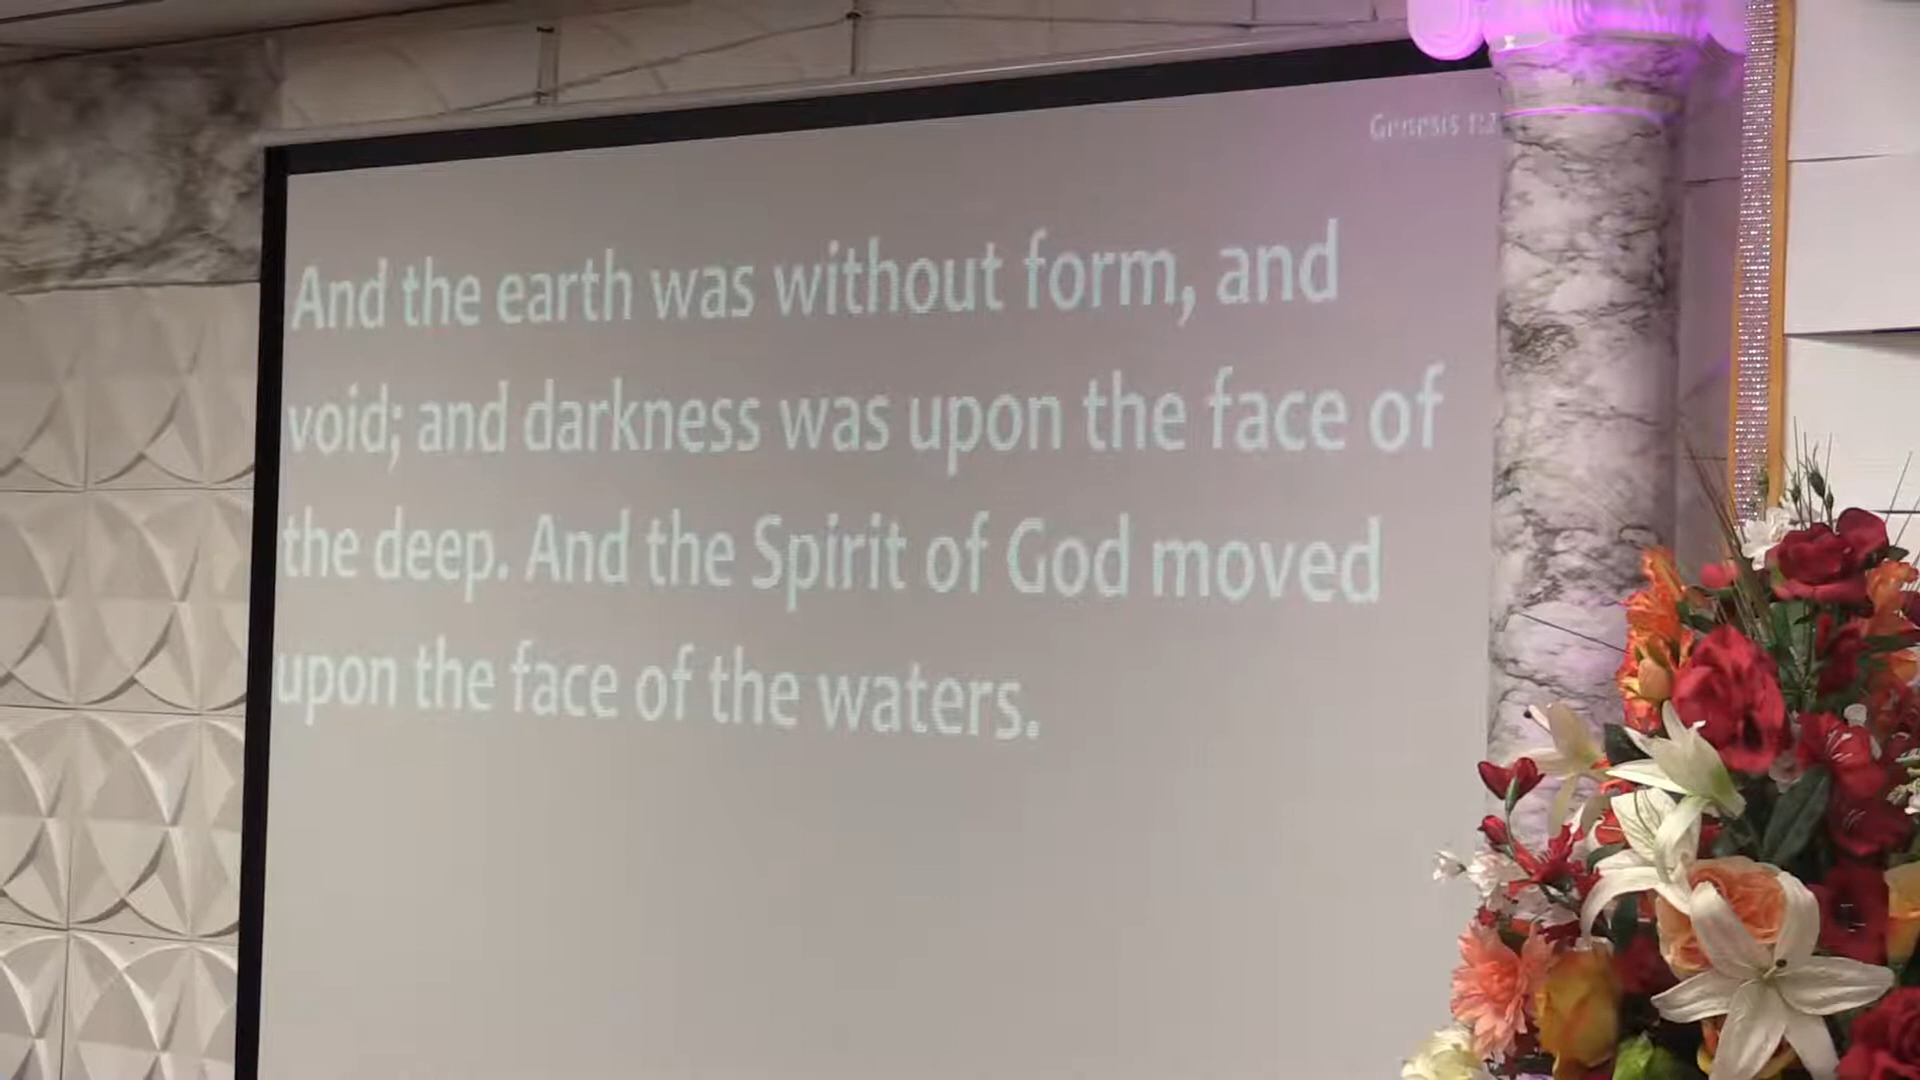 Genesis 1:2
And the earth was without form, and
void; and darkness was upon the face of
the deep. And the Spirit of God moved
upon the face of the waters.